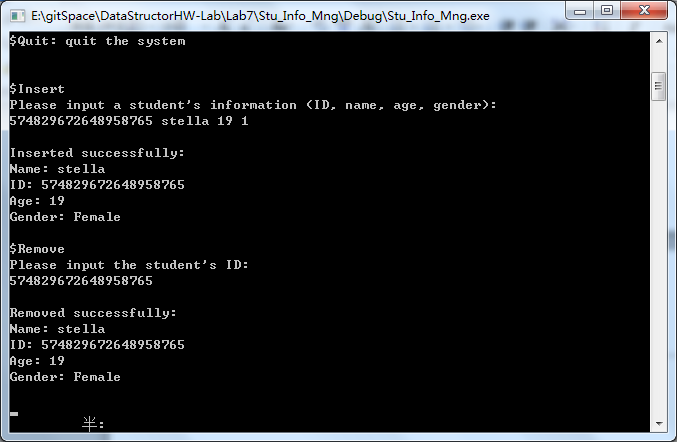 E:\gitSpace\DataStructorHW-Lab\Lab7\Stu_Info_Mng\Debug\Stu_Info_Mng.exe
$Quit: quit the system
$Insert
Please input a student's information (ID, name, age, gender):
574829672648958765 stella 19 1
Inserted successfully:
Name: stella
ID: 574829672648958765
Age: 19
Gender: Female
$Remove
Please input the student's ID:
574829672648958765
Removed successfully:
Name: stella
ID: 574829672648958765
Age: 19
Gender: Female
半: